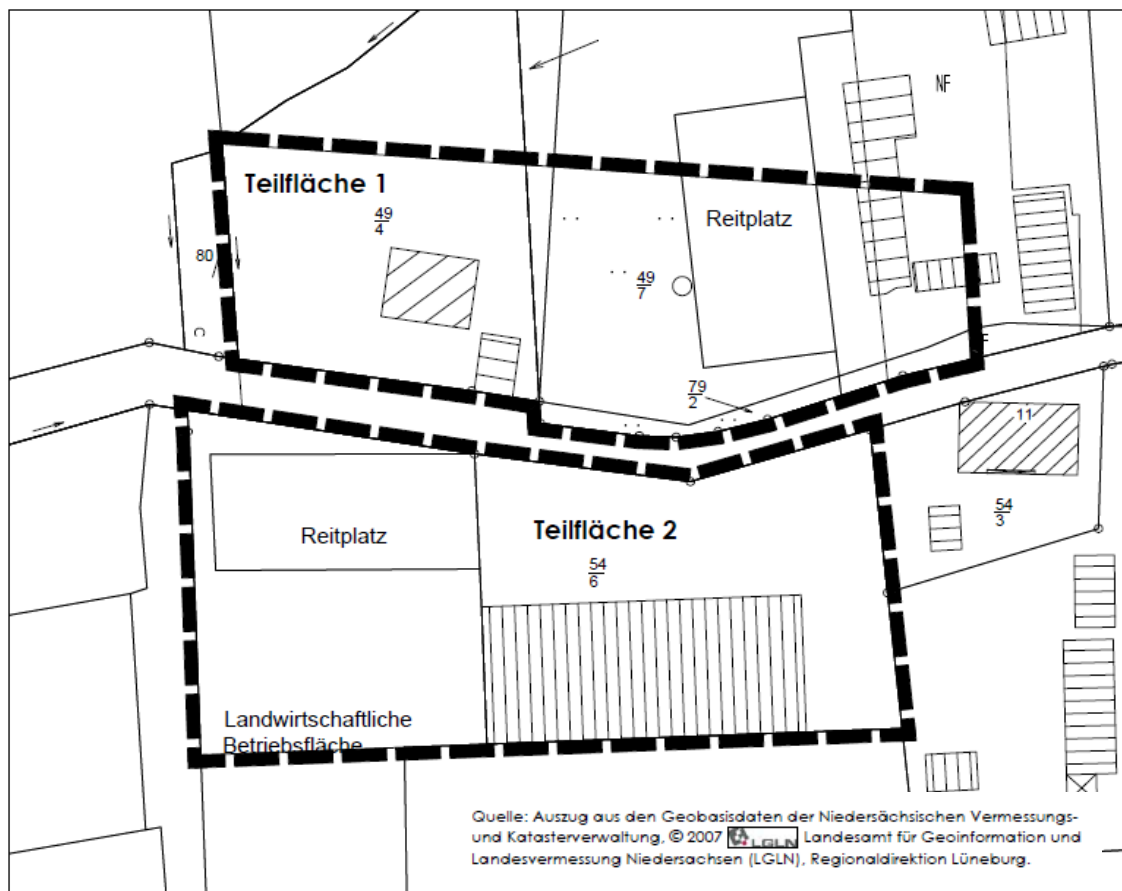 NF
Teilfläche 1
49
4
Reitplatz
80
49
7
C
F
79
2
11
54
3
Reitplatz
Teilfläche 2
54
6
Landwirtschaftliche
Betriebsfläche
Quelle: Auszug aus den Geobasisdaten der Niedersächsischen Vermessungs-
und Katasterverwaltung, © 2007 LGLN Landesamt für Geoinformation und
Landesvermessung Niedersachsen (LGLN), Regionaldirektion Lüneburg.